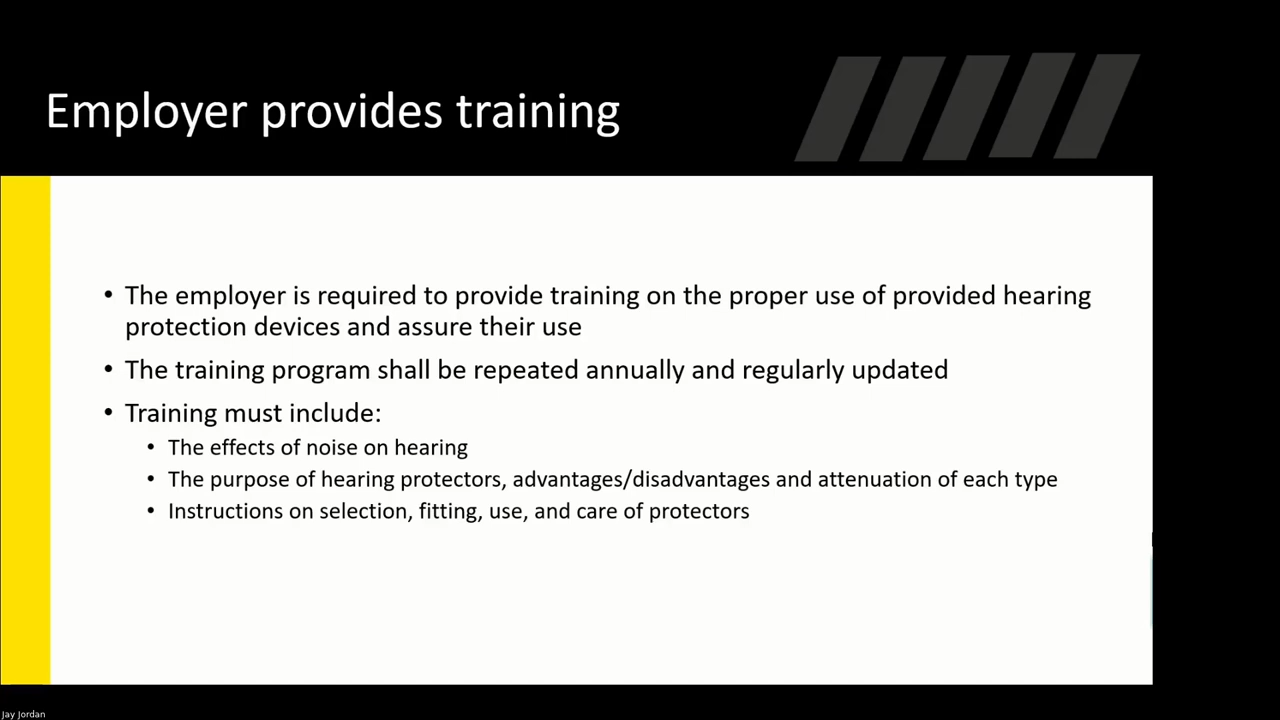 Employer provides training
• The employer is required to provide training on the proper use of provided hearing
protection devices and assure their use
• The training program shall be repeated annually and regularly updated
• Training must include:
• The effects of noise on hearing
• The purpose of hearing protectors, advantages/disadvantages and attenuation of each type
• Instructions on selection, fitting, use, and care of protectors
Jay Jordan